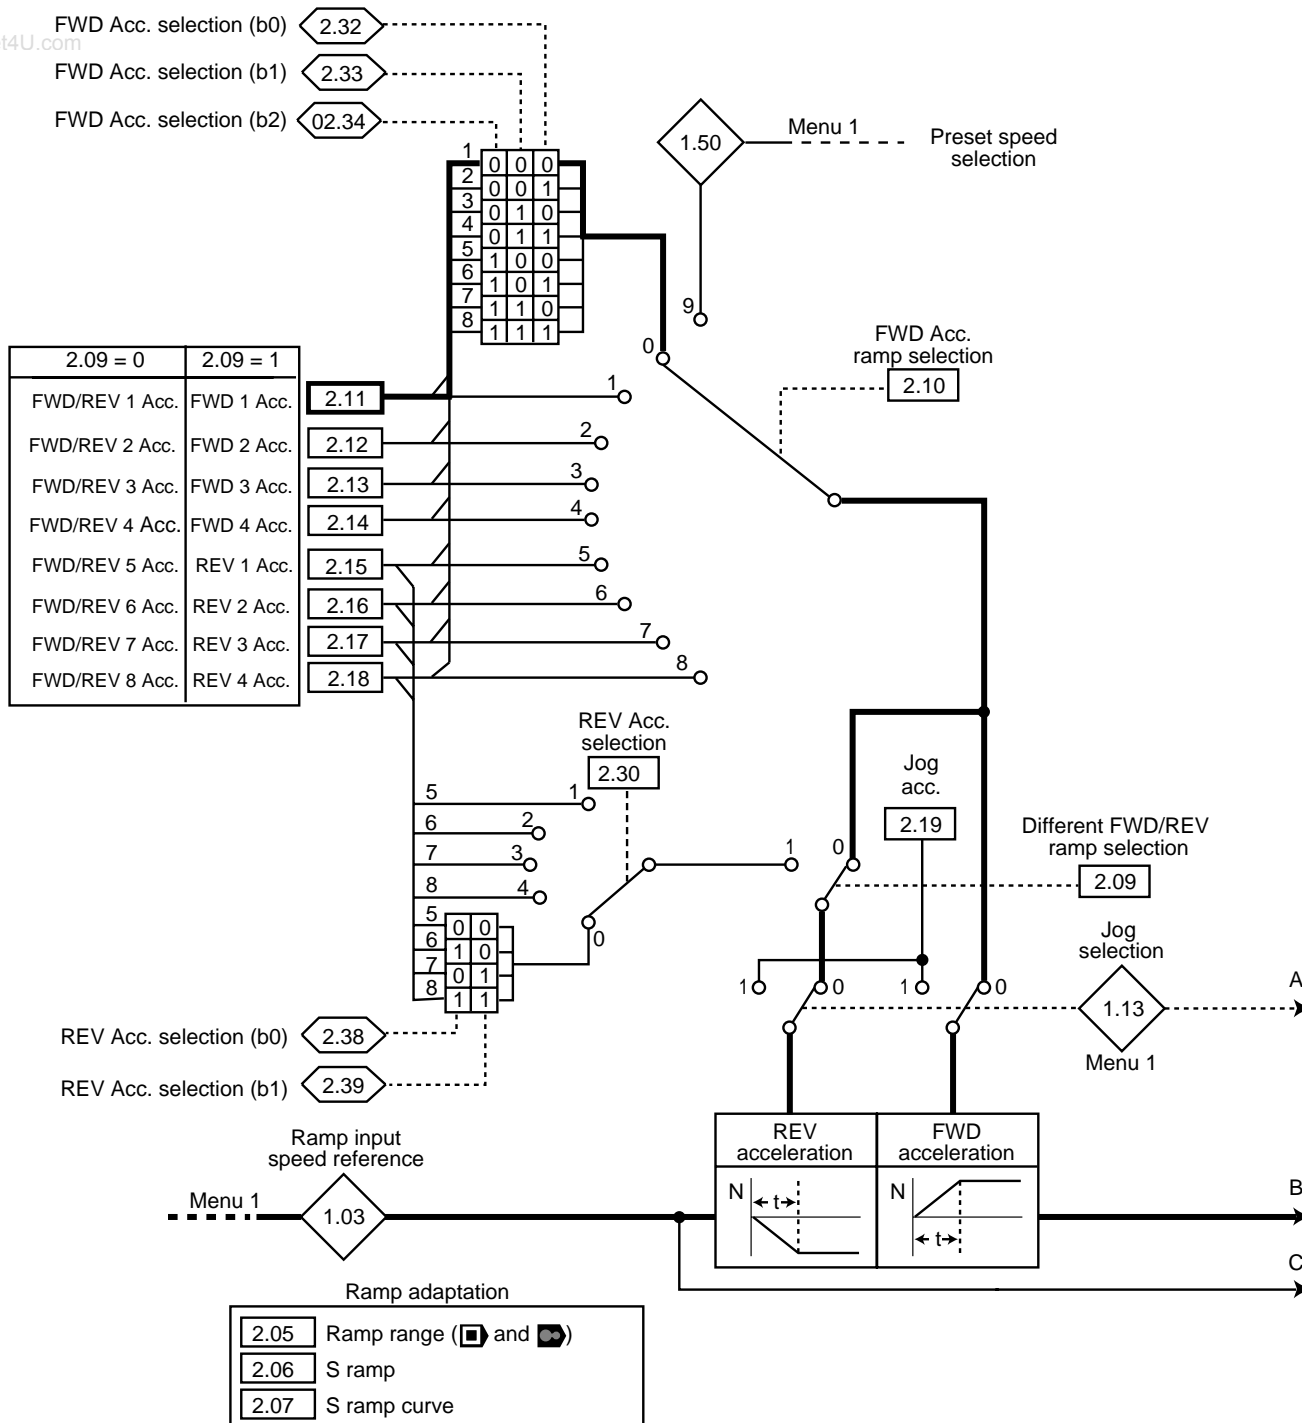 FWD Acc. selection (b0) 2.32
et4U.com
FWD Acc. selection (b1) 2.33
FWD Acc. selection (b2) 02.34
1.50 Menu 1 Preset speed
selection
1 0 0 0
2 0 0 1
3 0 1 0
4 0 1 1
5 1 0 0
6 1 0 1
7 1 1 0
8 1 1 1
9
0
FWD Acc.
ramp selection
2.10
2.09 = 0 2.09 = 1
FWD/REV 1 Acc. FWD 1 Acc. 2.11 1
FWD/REV 2 Acc. FWD 2 Acc. 2.12 2
FWD/REV 3 Acc. FWD 3 Acc. 2.13 3
FWD/REV 4 Acc. FWD 4 Acc. 2.14 4
FWD/REV 5 Acc. REV 1 Acc. 2.15 5
FWD/REV 6 Acc. REV 2 Acc. 2.16 6
FWD/REV 7 Acc. REV 3 Acc. 2.17 7
FWD/REV 8 Acc. REV 4 Acc. 2.18 8
REV Acc.
selection
2.30
Jog
acc.
2.19
Different FWD/REV
ramp selection
2.09
5 1
6 2
7 3
8 4
1 0
5 0 0
6 1 0
7 0 1
8 1 1
0
Jog
selection
1 0 1 0 1.13 A
Menu 1
REV Acc. selection (b0) 2.38
REV Acc. selection (b1) 2.39
REV
acceleration
FWD
acceleration
N t
N t
Ramp input
speed reference
Menu 1 1.03
B
C
Ramp adaptation
2.05 Ramp range ( and )
2.06 S ramp
2.07 S ramp curve